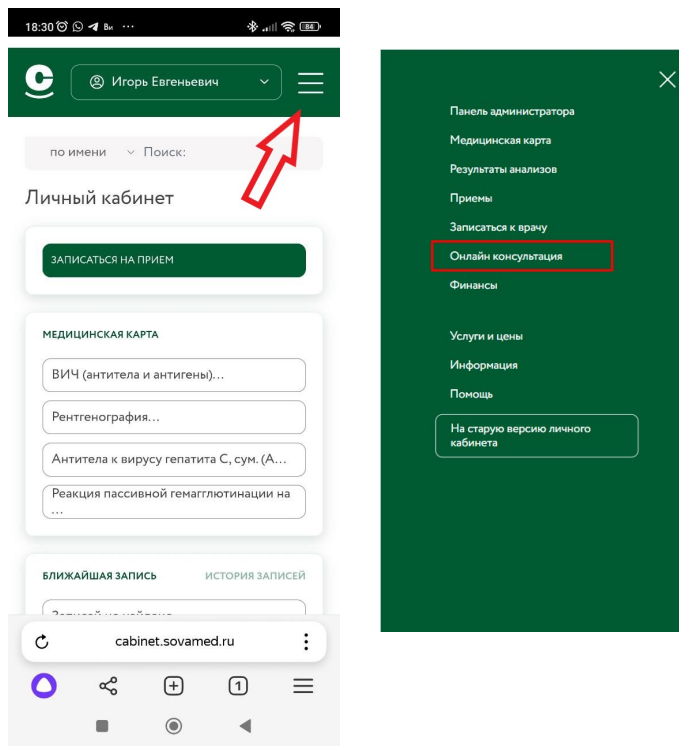 18:30 Ви ... 84
Игорь Евгеньевич
по имени Поиск:
Личный кабинет
ЗАПИСАТЬСЯ НА ПРИЕМ
МЕДИЦИНСКАЯ КАРТА
ВИЧ (антитела и антигены)...
Рентгенография...
Антитела к вирусу гепатита С, сум. (А...
Реакция пассивной гемагглютинации на
...
БЛИЖАЙШАЯ ЗАПИСЬ ИСТОРИЯ ЗАПИСЕЙ
cabinet.sovamed.ru
1
Панель администратора
Медицинская карта
Результаты анализов
Приемы
Записаться к врачу
Онлайн консультация
Финансы
Услуги и цены
Информация
Помощь
На старую версию личного
кабинета